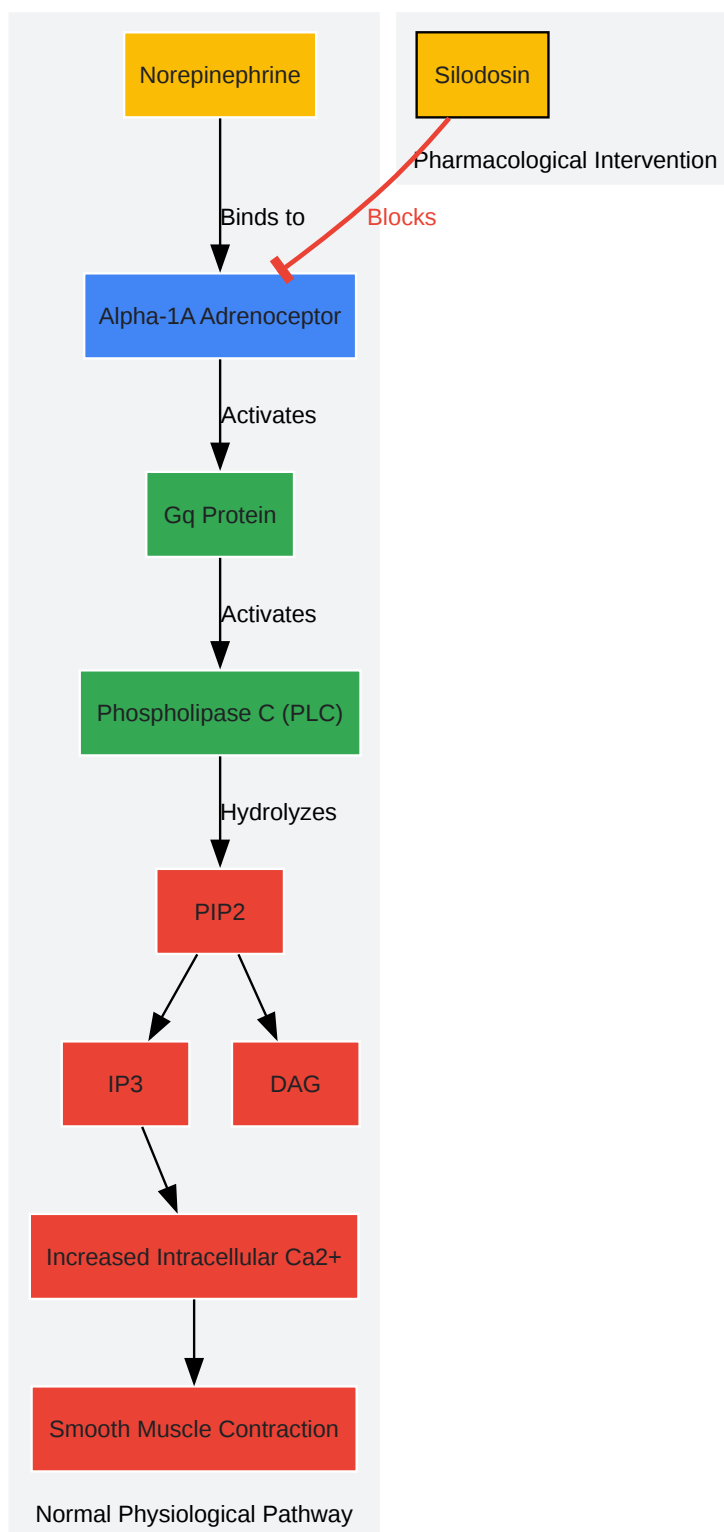 Norepinephrine
Silodosin
Pharmacological Intervention
Binds to
Blocks
Alpha-1A Adrenoceptor
Activates
Gq Protein
Activates
Phospholipase C (PLC)
Hydrolyzes
PIP2
IP3
DAG
Increased Intracellular Ca2+
Smooth Muscle Contraction
Normal Physiological Pathway